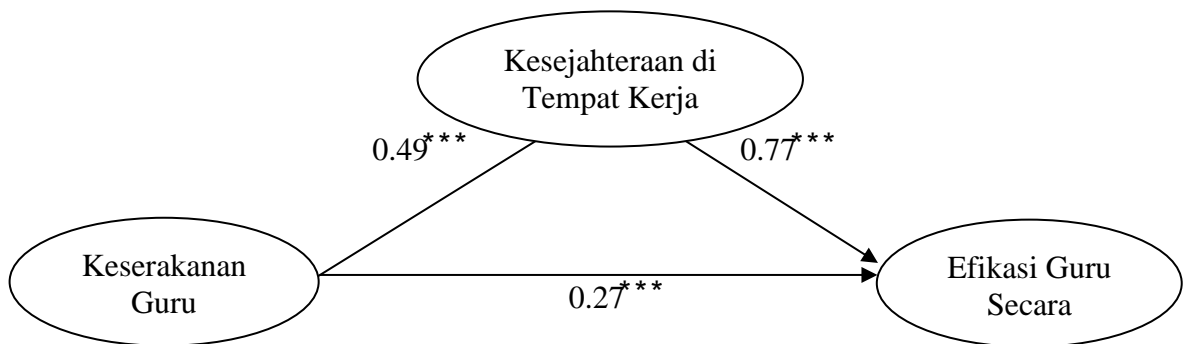 Kesejahteraan di
Tempat Kerja
0.49***
0.77***
Keserakanan
Guru
0.27***
Efikasi Guru
Secara